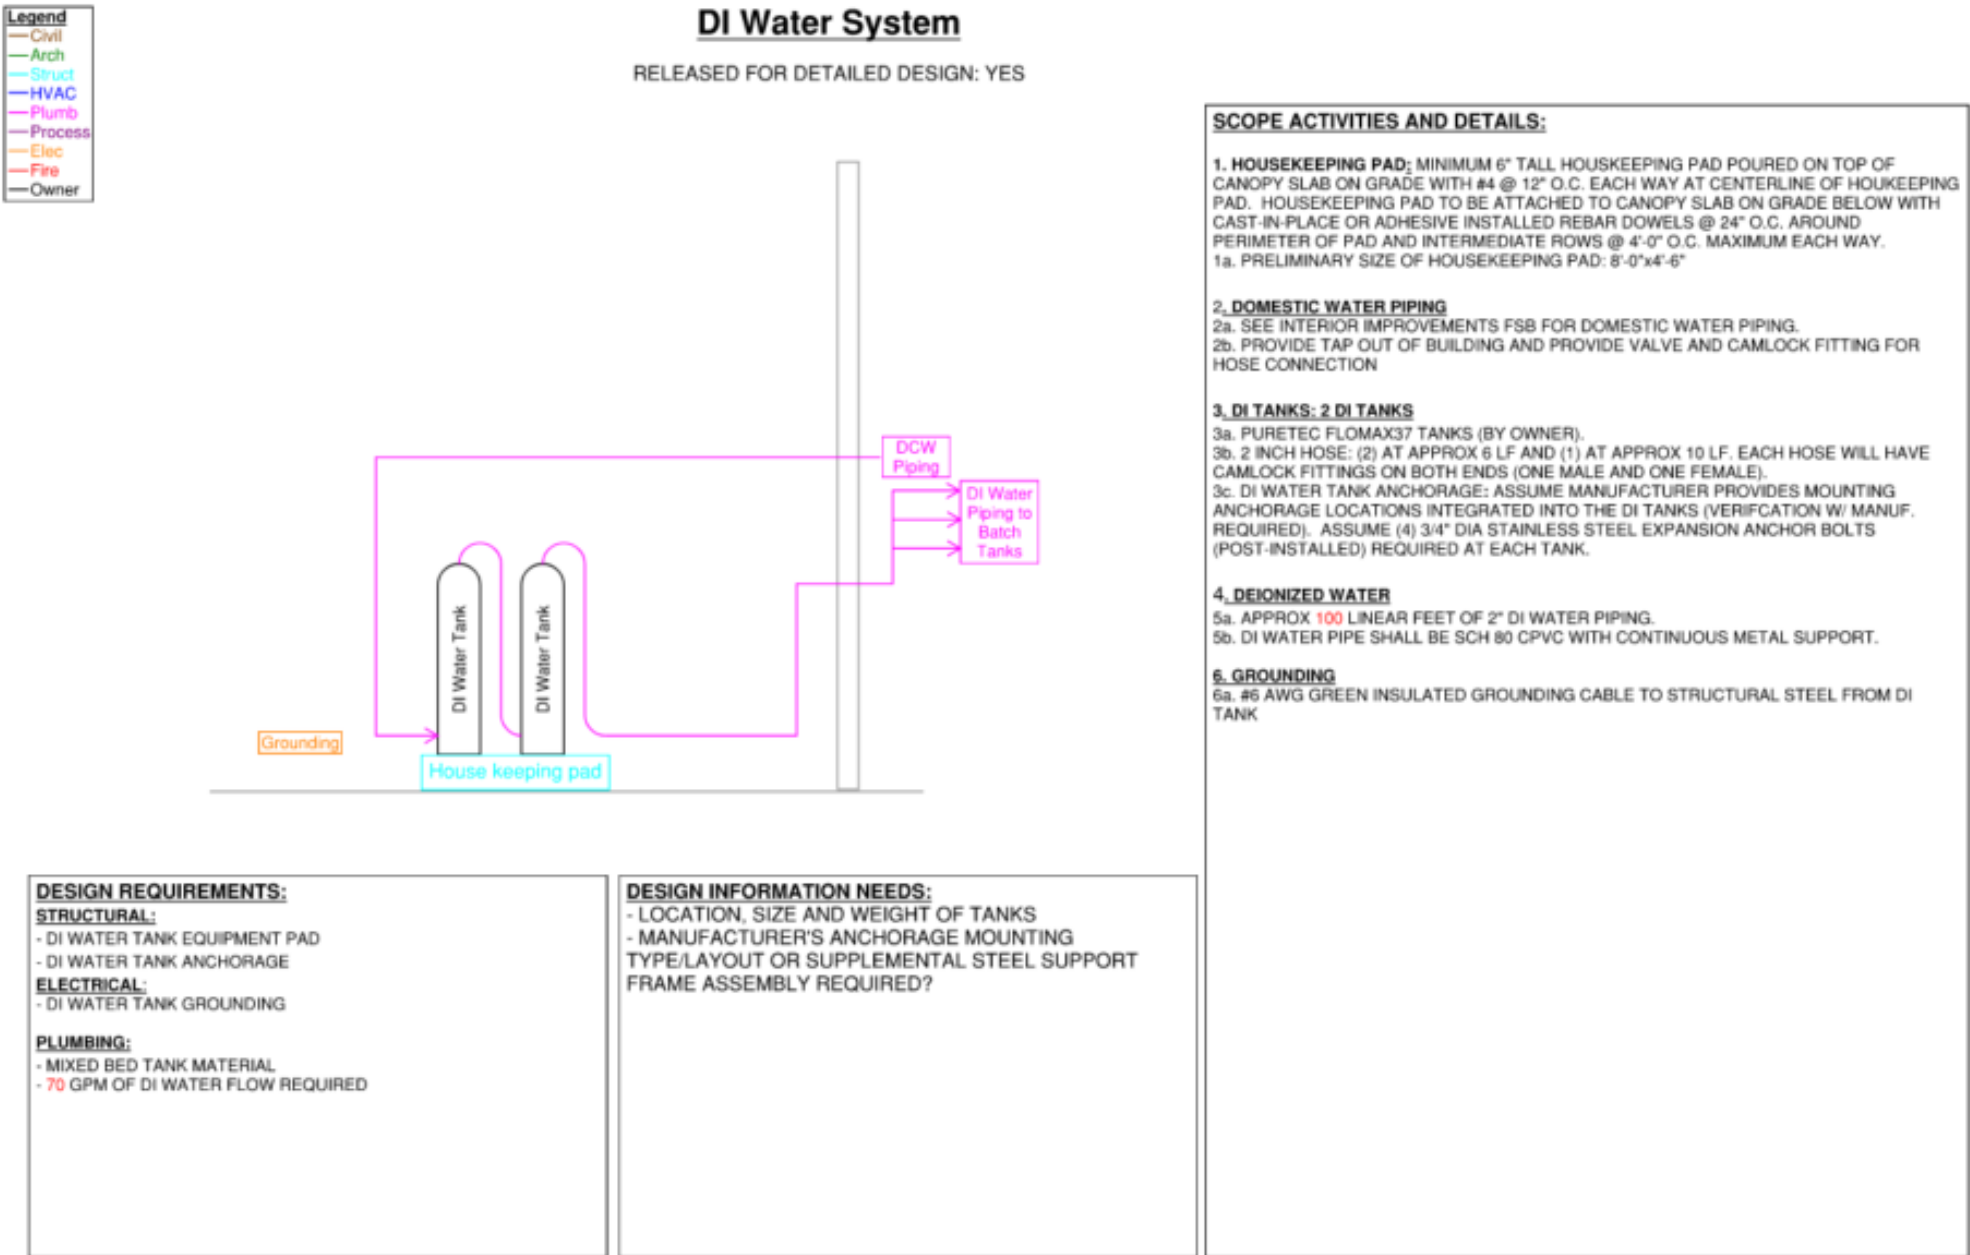 Legend
Civil
Arch
Struct
HVAC
Plumb
Process
Elec
Fire
Owner
DI Water System
RELEASED FOR DETAILED DESIGN: YES
DCW
Piping
DI Water
Piping to
Batch
Tanks
DI Water Tank
DI Water Tank
Grounding
House keeping pad
SCOPE ACTIVITIES AND DETAILS:
1. HOUSEKEEPING PAD: MINIMUM 6" TALL HOUSKEEPING PAD POURED ON TOP OF
CANOPY SLAB ON GRADE WITH #4 @ 12" O.C. EACH WAY AT CENTERLINE OF HOUKEEPING
PAD. HOUSEKEEPING PAD TO BE ATTACHED TO CANOPY SLAB ON GRADE BELOW WITH
CAST-IN-PLACE OR ADHESIVE INSTALLED REBAR DOWELS @ 24" O.C. AROUND
PERIMETER OF PAD AND INTERMEDIATE ROWS @ 4'-0" O.C. MAXIMUM EACH WAY.
1a. PRELIMINARY SIZE OF HOUSEKEEPING PAD: 8'-0"x4'-6"
2. DOMESTIC WATER PIPING
2a. SEE INTERIOR IMPROVEMENTS FSB FOR DOMESTIC WATER PIPING.
2b. PROVIDE TAP OUT OF BUILDING AND PROVIDE VALVE AND CAMLOCK FITTING FOR
HOSE CONNECTION
3. DI TANKS: 2 DI TANKS
3a. PURETEC FLOMAX37 TANKS (BY OWNER).
3b. 2 INCH HOSE: (2) AT APPROX 6 LF AND (1) AT APPROX 10 LF. EACH HOSE WILL HAVE
CAMLOCK FITTINGS ON BOTH ENDS (ONE MALE AND ONE FEMALE).
3c. DI WATER TANK ANCHORAGE: ASSUME MANUFACTURER PROVIDES MOUNTING
ANCHORAGE LOCATIONS INTEGRATED INTO THE DI TANKS (VERIFCATION W/ MANUF.
REQUIRED). ASSUME (4) 3/4" DIA STAINLESS STEEL EXPANSION ANCHOR BOLTS
(POST-INSTALLED) REQUIRED AT EACH TANK.
4. DEIONIZED WATER
5a. APPROX 100 LINEAR FEET OF 2" DI WATER PIPING.
5b. DI WATER PIPE SHALL BE SCH 80 CPVC WITH CONTINUOUS METAL SUPPORT.
6. GROUNDING
6a. #6 AWG GREEN INSULATED GROUNDING CABLE TO STRUCTURAL STEEL FROM DI
TANK
DESIGN REQUIREMENTS:
STRUCTURAL:
- DI WATER TANK EQUIPMENT PAD
- DI WATER TANK ANCHORAGE
ELECTRICAL:
- DI WATER TANK GROUNDING
PLUMBING:
- MIXED BED TANK MATERIAL
- 70 GPM OF DI WATER FLOW REQUIRED
DESIGN INFORMATION NEEDS:
- LOCATION, SIZE AND WEIGHT OF TANKS
- MANUFACTURER'S ANCHORAGE MOUNTING
TYPE/LAYOUT OR SUPPLEMENTAL STEEL SUPPORT
FRAME ASSEMBLY REQUIRED?